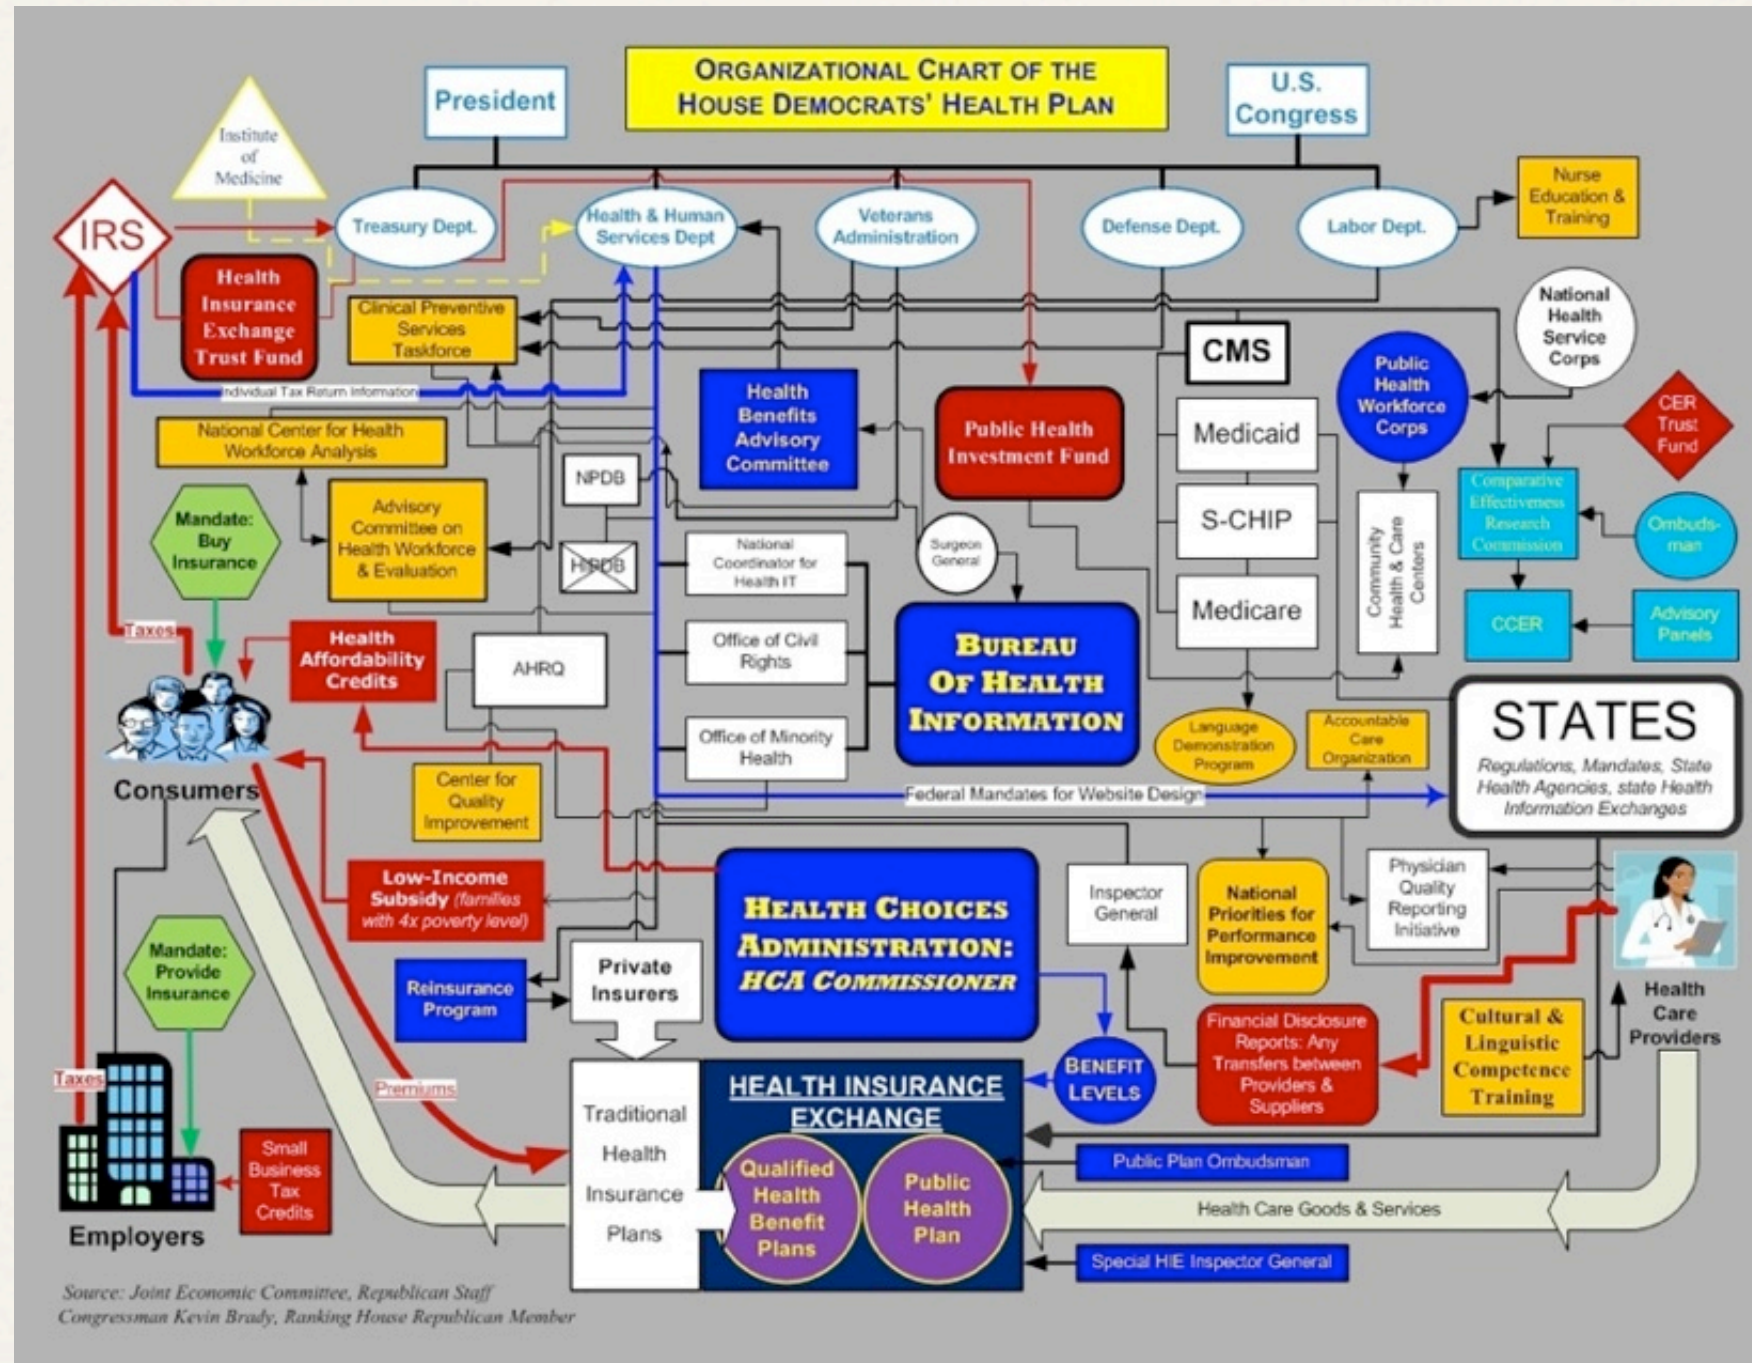 ORGANIZATIONAL CHART OF THE
HOUSE DEMOCRATS' HEALTH PLAN
President
U.S.
Congress
Institute
of
Medicine
IRS
Treasury Dept.
Health & Human
Services Dept
Veterans
Administration
Defense Dept.
Labor Dept.
Nurse
Education &
Training
Health
Insurance
Exchange
Trust Fund
Clinical Preventive
Services
Taskforce
National
Health
Service
Corps
CMS
Public
Health
Workforce
Corps
Individual Tax Return Information
Health
Benefits
Advisory
Committee
Public Health
Investment Fund
CER
Trust
Fund
National Center for Health
Workforce Analysis
Medicaid
NPDB
Comparative
Effectiveness
Research
Commission
Mandate:
Buy
Insurance
Advisory
Committee on
Health Workforce
& Evaluation
S-CHIP
Community
Health & Care
Centers
Ombuds-
man
HIPDB
National
Coordinator for
Health IT
Surgeon
General
Medicare
CCER
Advisory
Panels
Taxes
Health
Affordability
Credits
AHRQ
Office of Civil
Rights
BUREAU
OF HEALTH
INFORMATION
STATES
Regulations, Mandates, State
Health Agencies, state Health
Information Exchanges
Office of Minority
Health
Language
Demonstration
Program
Accountable
Care
Organization
Consumers
Center for
Quality
Improvement
Federal Mandates for Website Design
Low-Income
Subsidy (families
with 4x poverty level)
HEALTH CHOICES
ADMINISTRATION:
HCA COMMISSIONER
Inspector
General
National
Priorities for
Performance
Improvement
Physician
Quality
Reporting
Initiative
Mandate:
Provide
Insurance
Reinsurance
Program
Private
Insurers
Health
Care
Providers
Financial Disclosure
Reports: Any
Transfers between
Providers &
Suppliers
Cultural &
Linguistic
Competence
Training
Taxes
Premiums
BENEFIT
LEVELS
HEALTH INSURANCE
EXCHANGE
Traditional
Health
Insurance
Plans
Small
Business
Tax
Credits
Qualified
Health
Benefit
Plans
Public
Health
Plan
Public Plan Ombudsman
Health Care Goods & Services
Employers
Special HIE Inspector General
Source: Joint Economic Committee, Republican Staff
Congressman Kevin Brady, Ranking House Republican Member